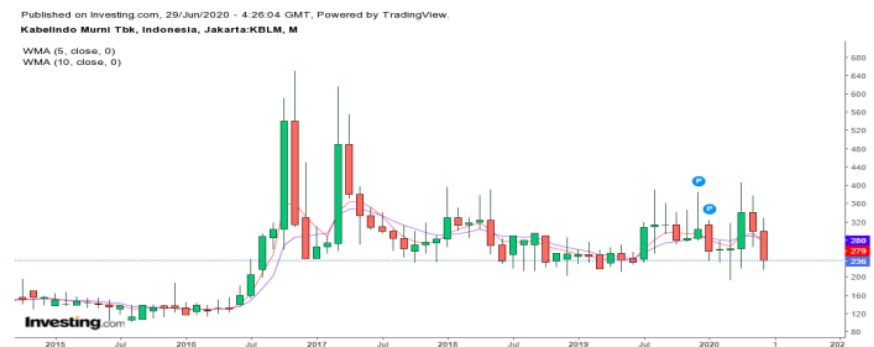 Published on Investing.com, 29/Jun/2020 - 4:26:04 GMT, Powered by TradingView.
Kabelindo Murni Tbk, Indonesia, Jakarta:KBLM, M
WMA (5, close, 0)
WMA (10, close, 0)
680
640
600
560
520
480
440
400
360
320
280
279
236
200
160
120
80
P
P
Investing.com
2015 Jul 2016 Jul 2017 Jul 2018 Jul 2019 Jul 2020 1 202